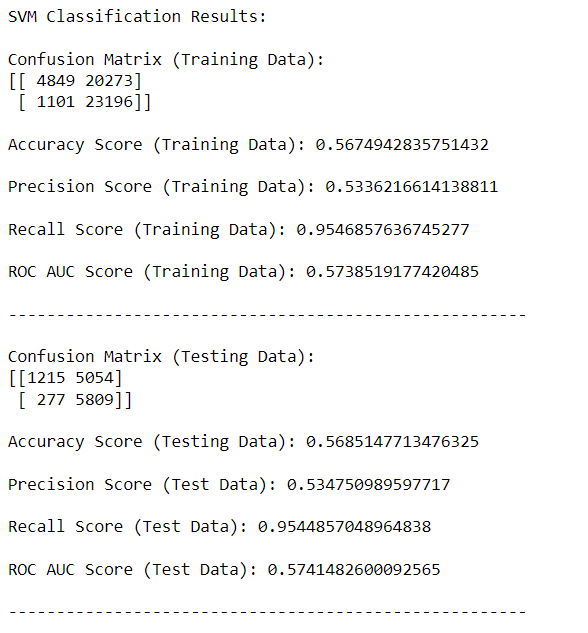 SVM Classification Results:
Confusion Matrix (Training Data):
[[ 4849 20273]
 [ 1101 23196]]
Accuracy Score (Training Data): 0.5674942835751432
Precision Score (Training Data): 0.5336216614138811
Recall Score (Training Data): 0.9546857636745277
ROC AUC Score (Training Data): 0.5738519177420485
------------------------------------------------------
Confusion Matrix (Testing Data):
[[1215 5054]
 [ 277 5809]]
Accuracy Score (Testing Data): 0.5685147713476325
Precision Score (Test Data): 0.534750989597717
Recall Score (Test Data): 0.9544857048964838
ROC AUC Score (Test Data): 0.5741482600092565
------------------------------------------------------